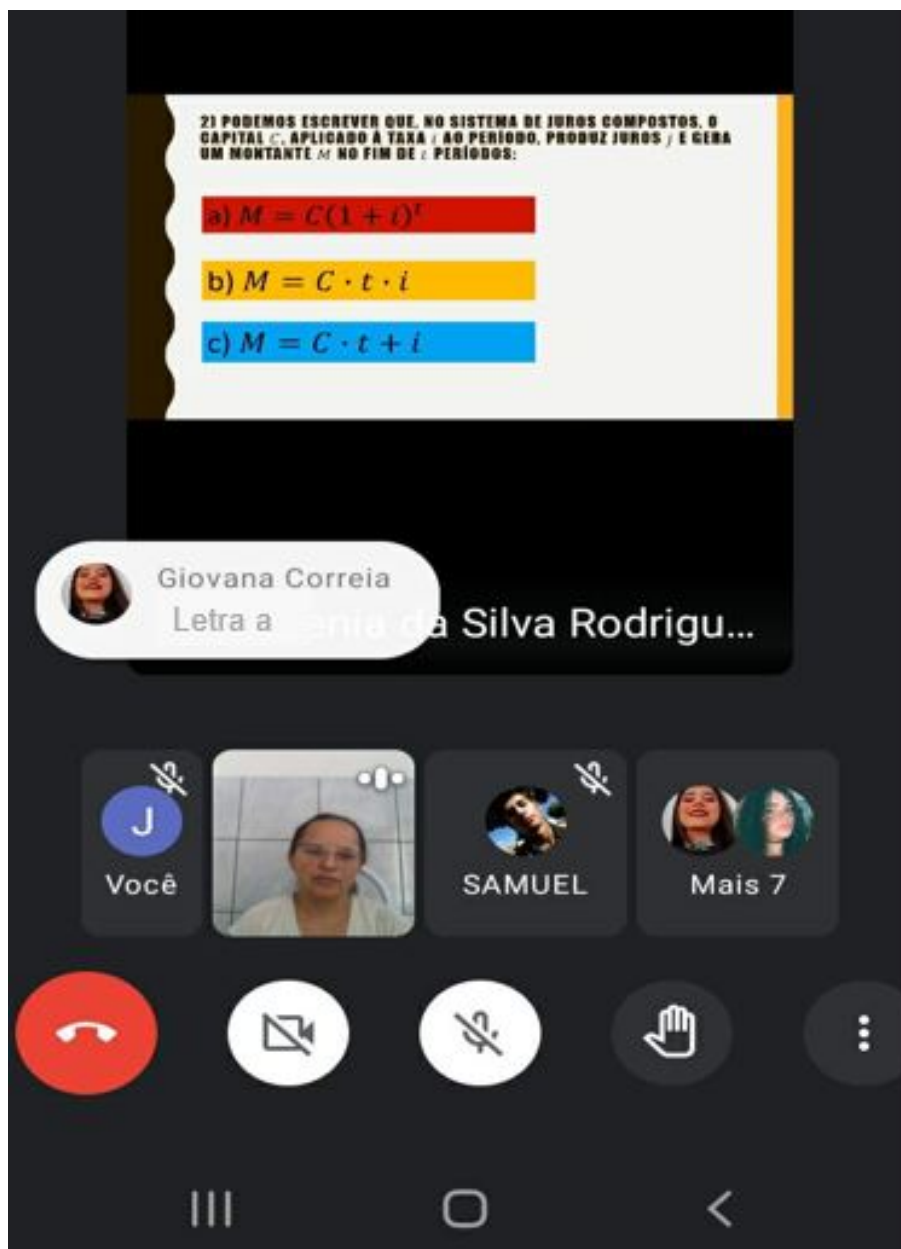 2) PODEMOS ESCREVER QUE, NO SISTEMA DE JUROS COMPOSTOS, O
CAPITAL C, APLICADO À TAXA i AO PERÍODO, PRODUZ JUROS j E GERA
UM MONTANTE M NO FIM DE t PERÍODOS:
a) M = C(1 + i)^t
b) M = C · t · i
c) M = C · t + i
Giovana Correia
Letra a
da Silva Rodrigu...
J
Você
SAMUEL
Mais 7